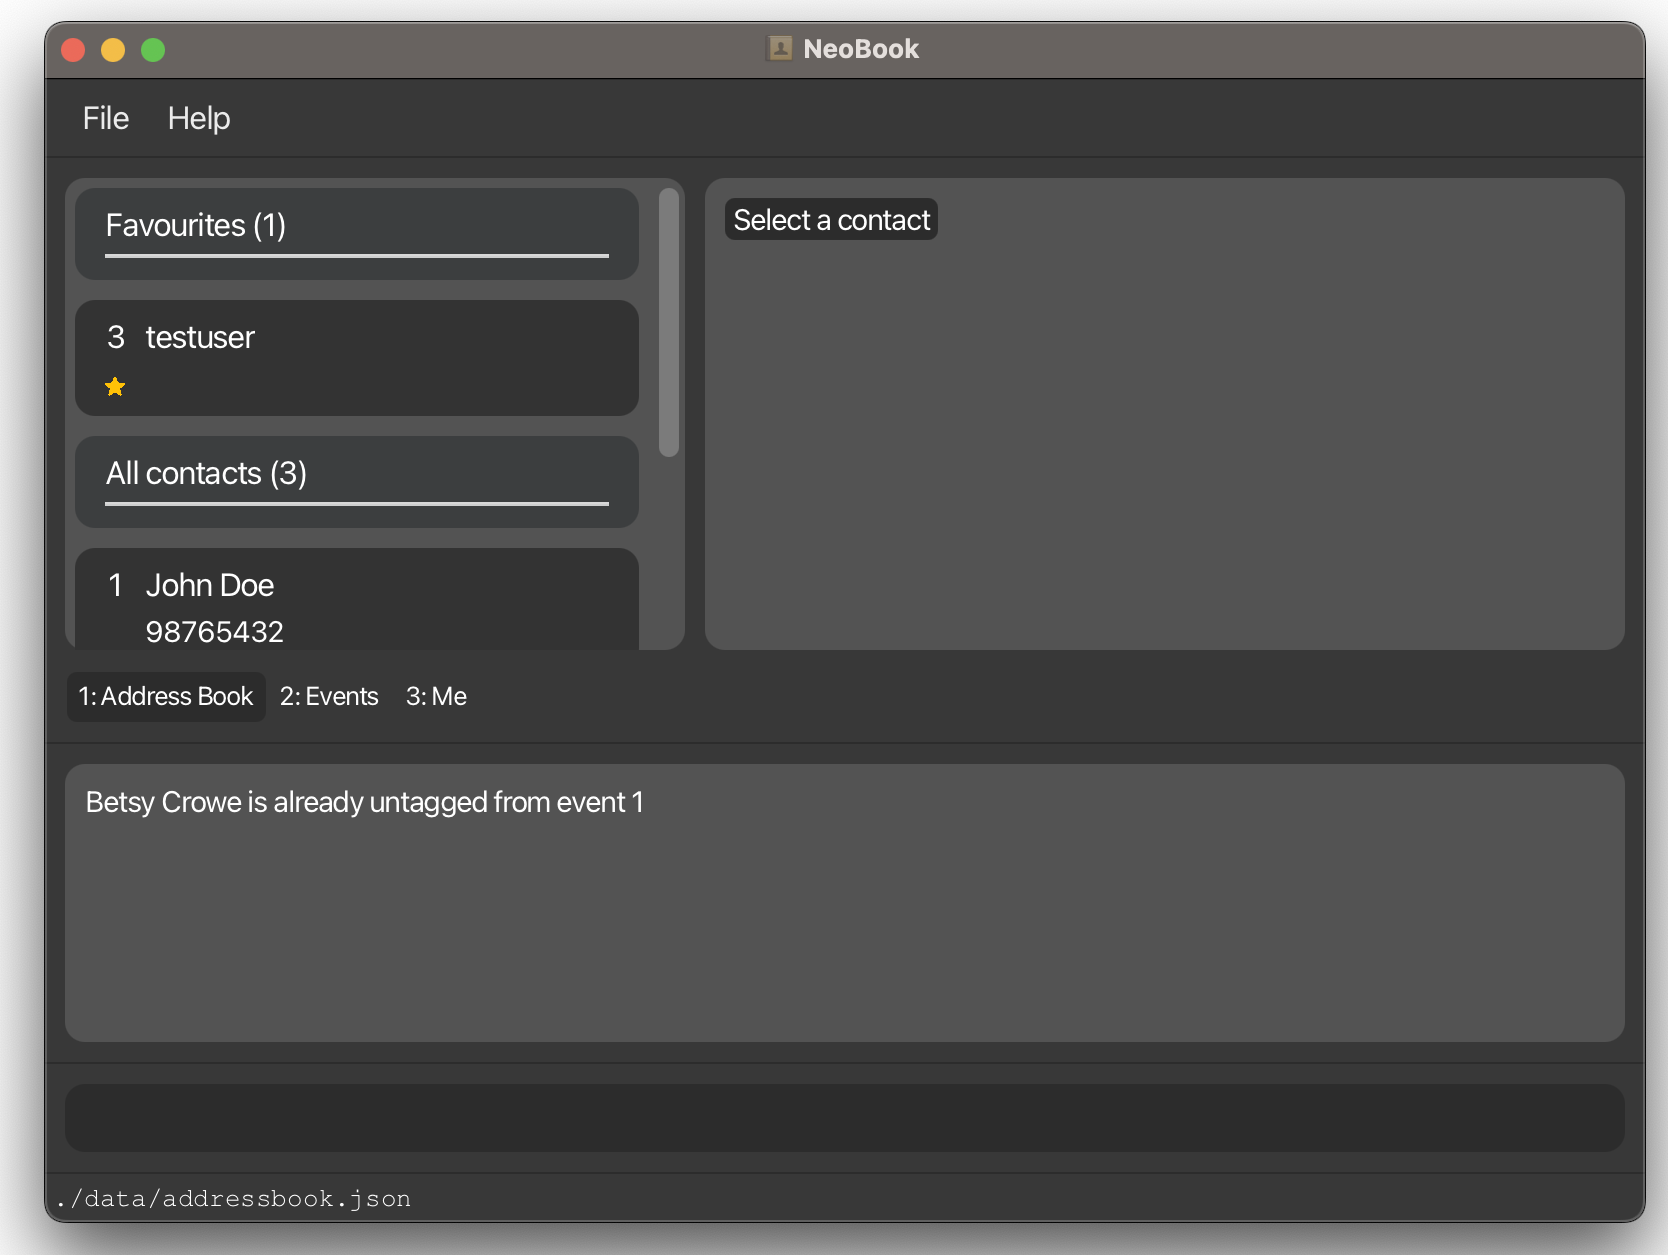 NeoBook
File Help
Favourites (1)
3 testuser
All contacts (3)
1 John Doe
98765432
Select a contact
1: Address Book 2: Events 3: Me
Betsy Crowe is already untagged from event 1
./data/addressbook.json